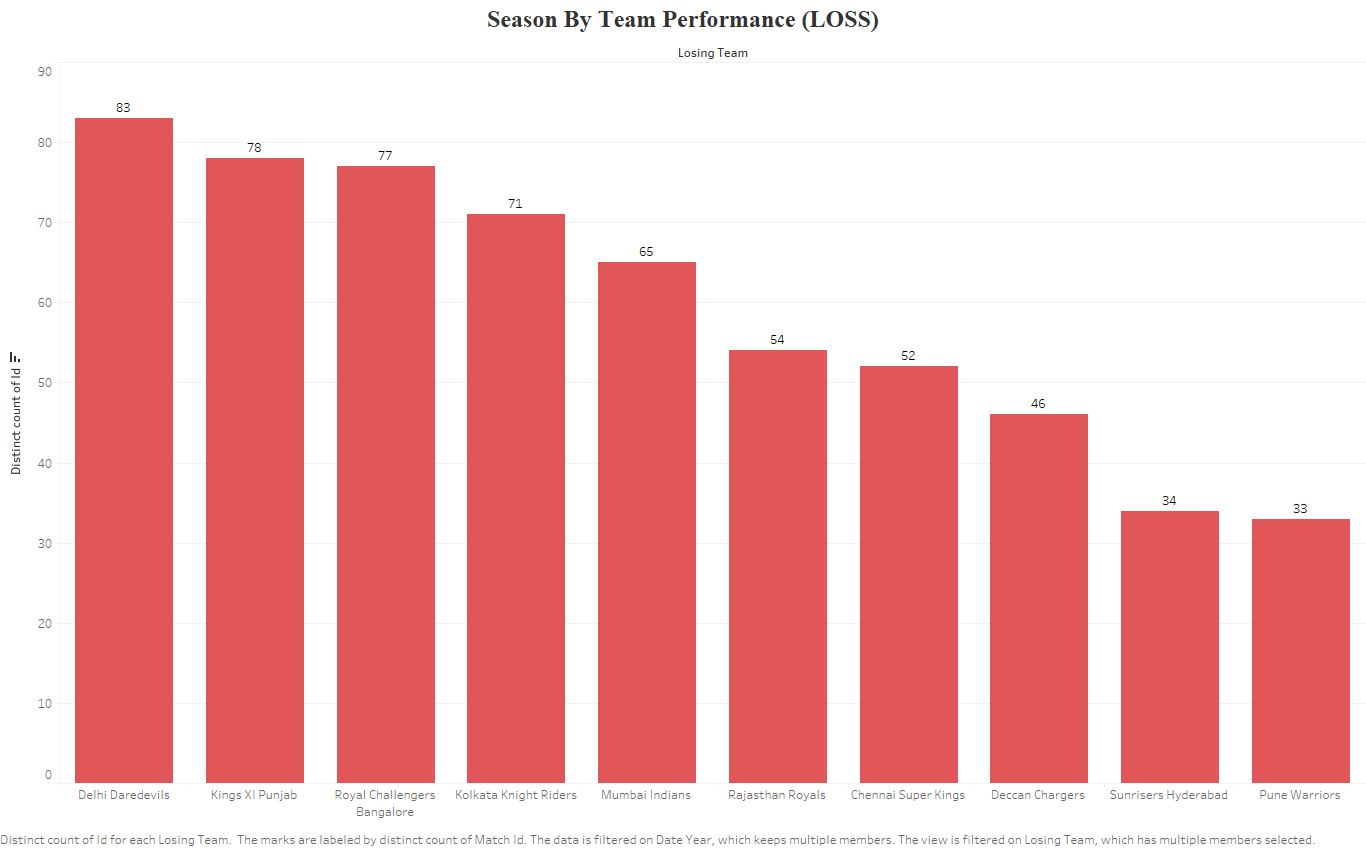 Season By Team Performance (LOSS)
Losing Team
90
80
70
60
50
40
30
20
10
0
Distinct count of Id
83
78
77
71
65
54
52
46
34
33
Delhi Daredevils
Kings XI Punjab
Royal Challengers
Bangalore
Kolkata Knight Riders
Mumbai Indians
Rajasthan Royals
Chennai Super Kings
Deccan Chargers
Sunrisers Hyderabad
Pune Warriors
Distinct count of Id for each Losing Team.  The marks are labeled by distinct count of Match Id. The data is filtered on Date Year, which keeps multiple members. The view is filtered on Losing Team, which has multiple members selected.